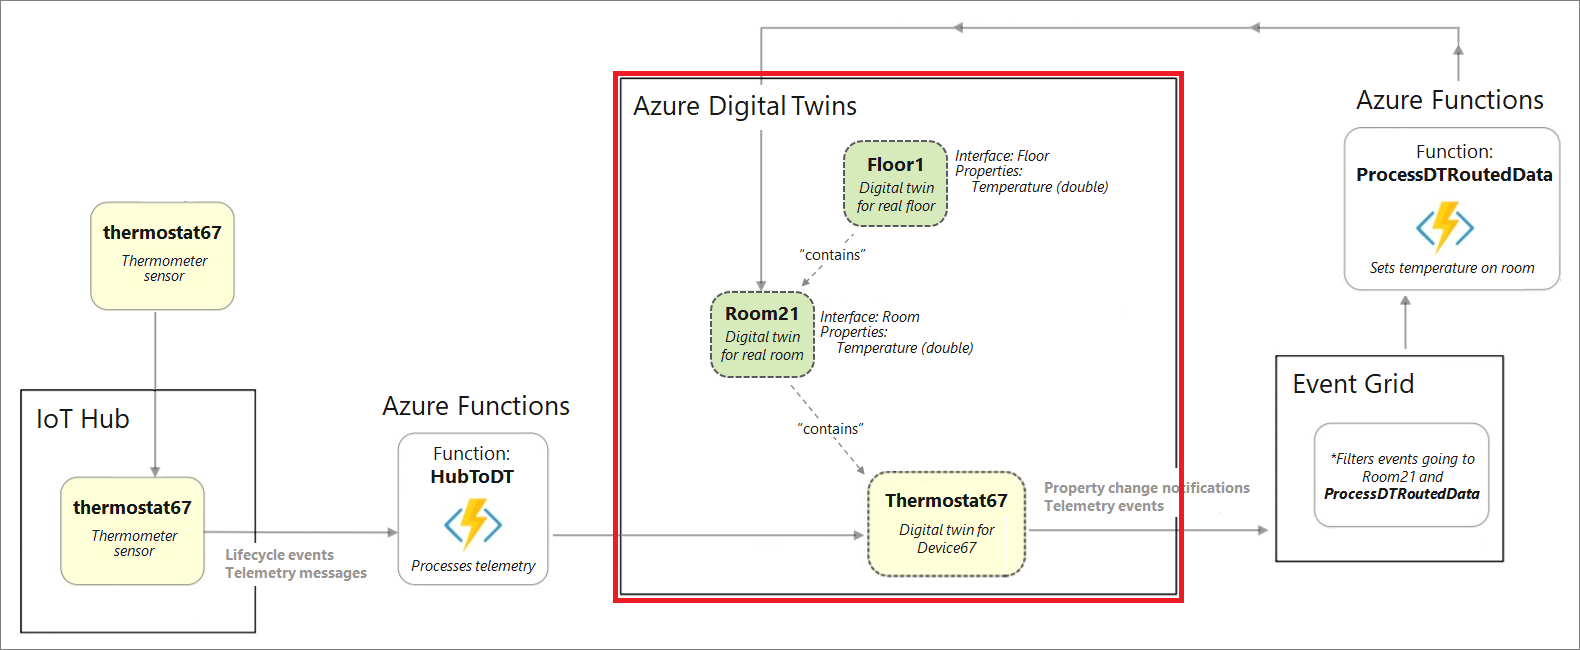 thermostat67
Thermometer
sensor
IoT Hub
thermostat67
Thermometer
sensor
Lifecycle events
Telemetry messages
Azure Functions
Function:
HubToDT
Processes telemetry
Azure Digital Twins
Floor1
Digital twin
for real floor
Interface: Floor
Properties:
Temperature (double)
“contains”
Room21
Digital twin
for real room
Interface: Room
Properties:
Temperature (double)
“contains”
Thermostat67
Digital twin for
Device67
Property change notifications
Telemetry events
Event Grid
*Filters events going to
Room21 and
ProcessDTRoutedData
Azure Functions
Function:
ProcessDTRoutedData
Sets temperature on room